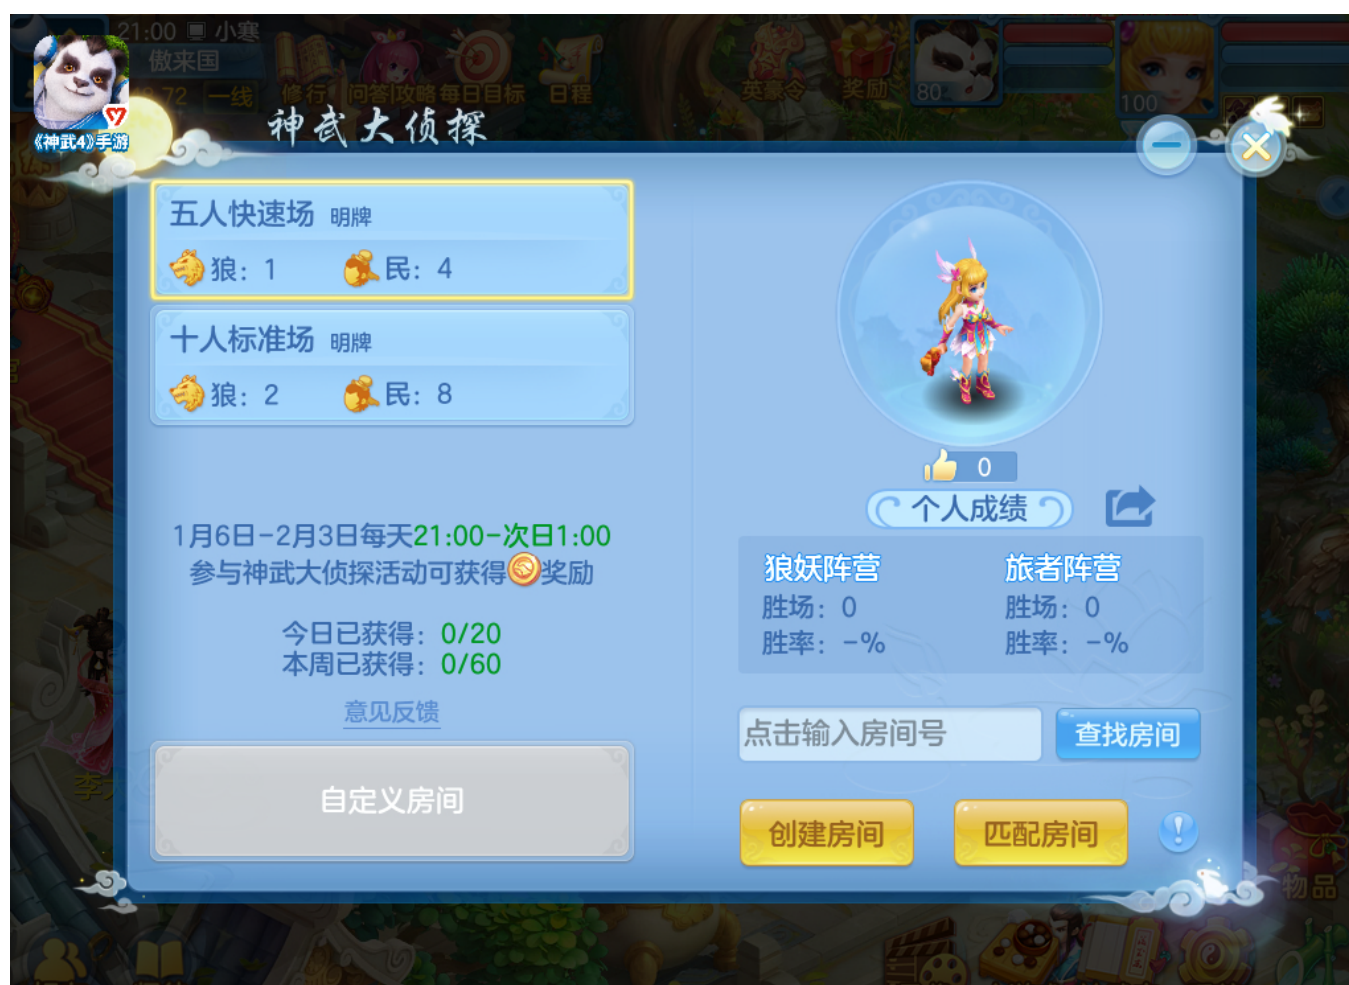 21:00 小寒
傲来国
一线
修行 问答|攻略 每日目标 日程
英豪令 奖励
80
100
《神武4》手游
神武大侦探
五人快速场 明牌
狼：1 民：4
十人标准场 明牌
狼：2 民：8
1月6日-2月3日每天21:00-次日1:00
参与神武大侦探活动可获得奖励
今日已获得：0/20
本周已获得：0/60
意见反馈
自定义房间
0
个人成绩
狼妖阵营 旅者阵营
胜场：0 胜场：0
胜率：-% 胜率：-%
点击输入房间号 查找房间
创建房间 匹配房间
物品